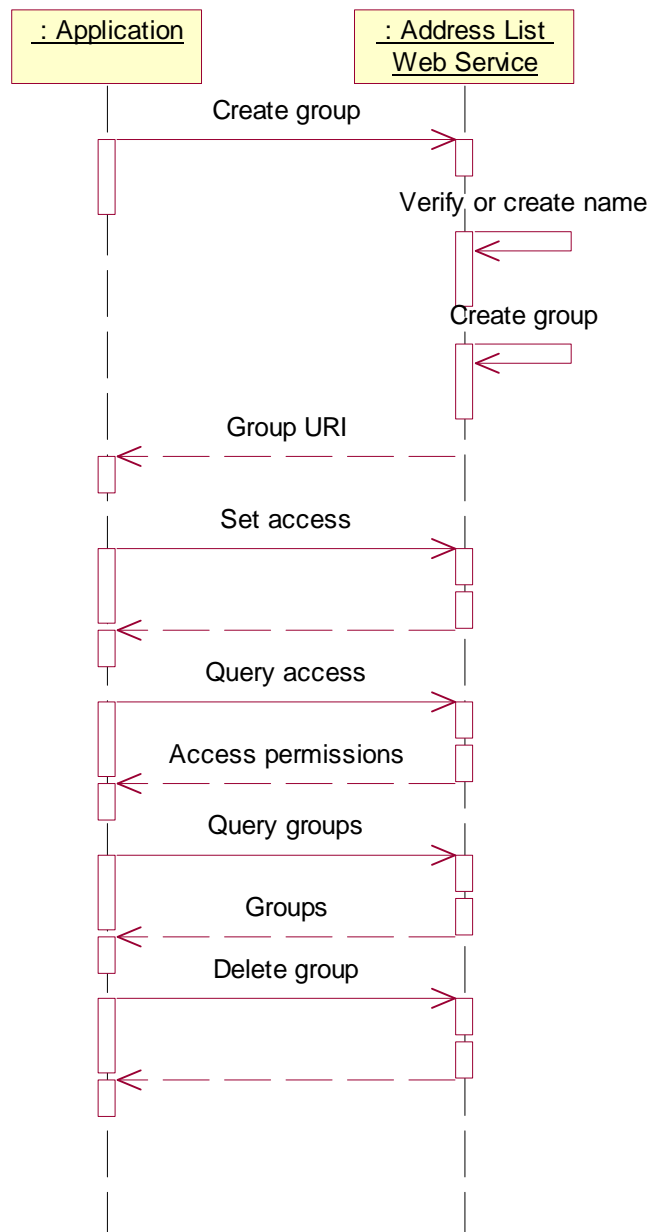 : Application
: Address List
Web Service
Create group
Verify or create name
Create group
Group URI
Set access
Query access
Access permissions
Query groups
Groups
Delete group